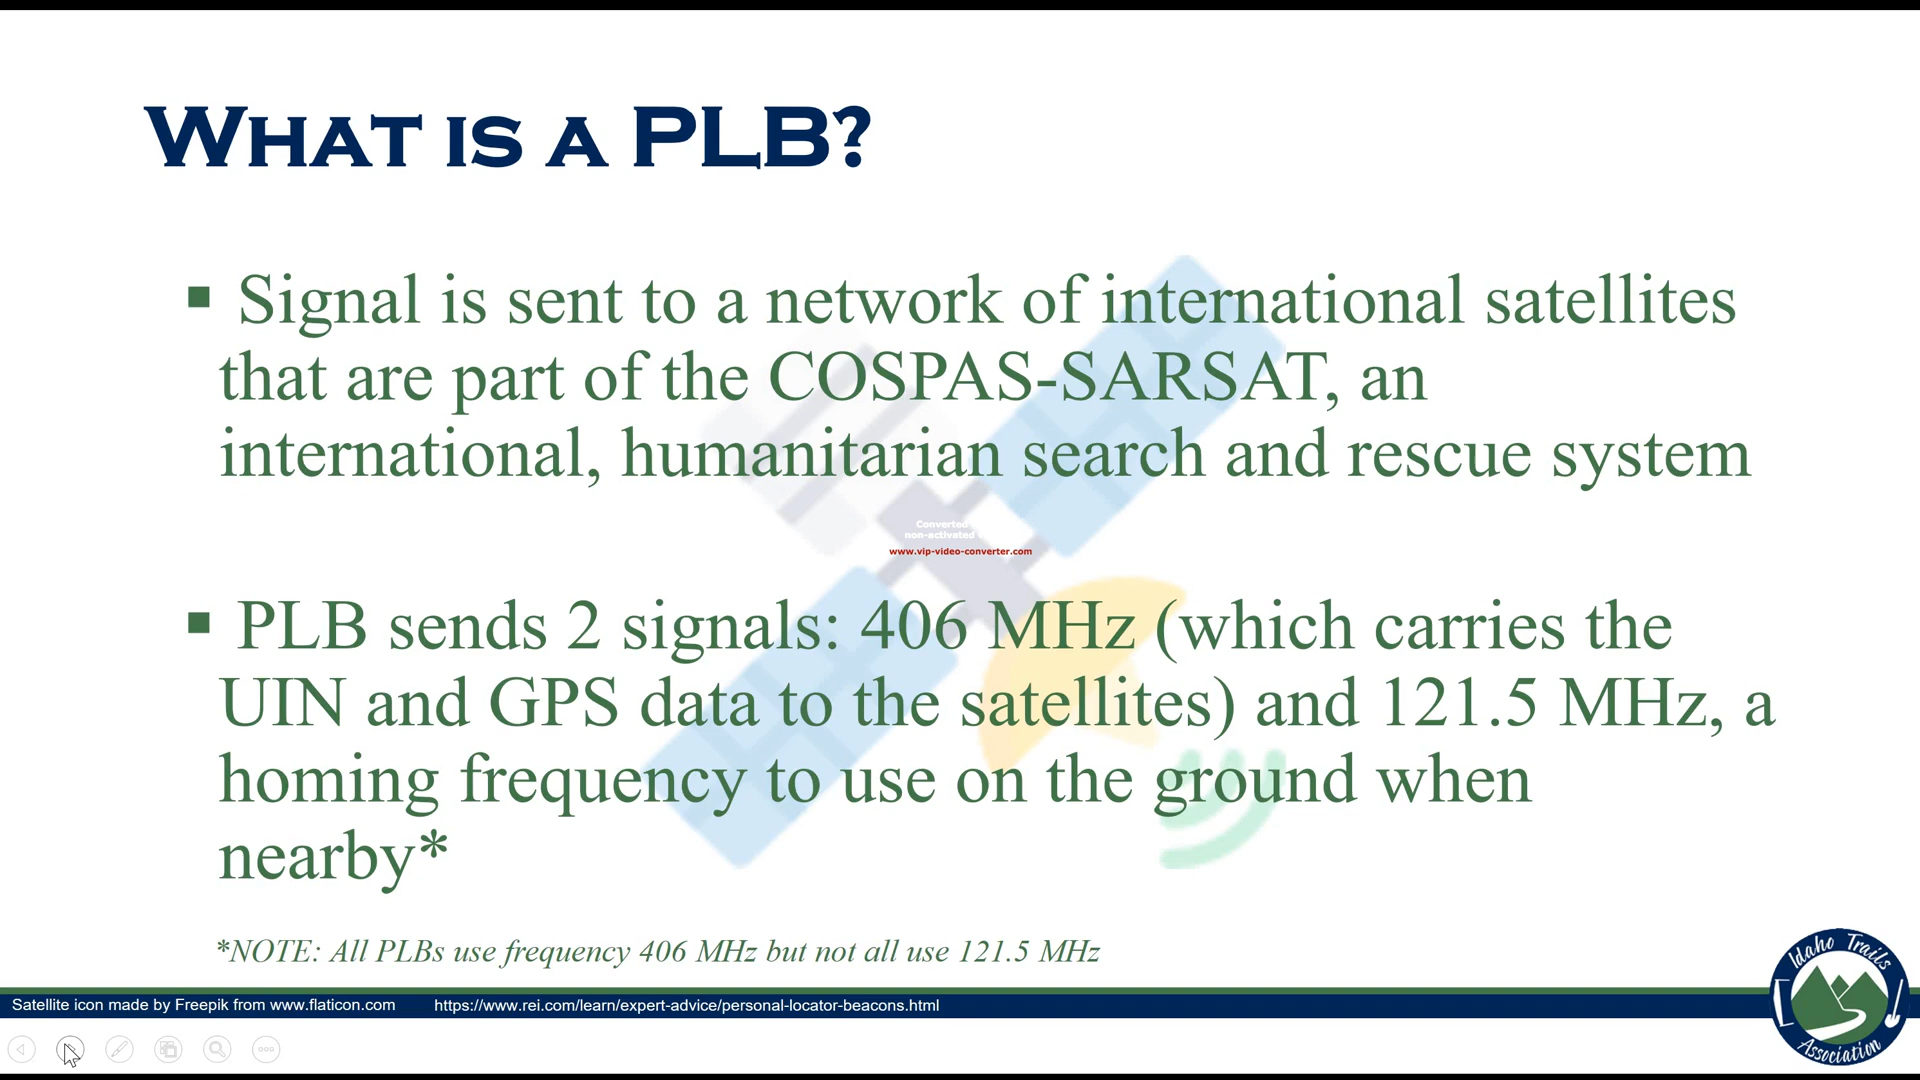 WHAT IS A PLB?
▪ Signal is sent to a network of international satellites
that are part of the COSPAS-SARSAT, an
international, humanitarian search and rescue system
Converted
non-activated
www.vip-video-converter.com
▪ PLB sends 2 signals: 406 MHz (which carries the
UIN and GPS data to the satellites) and 121.5 MHz, a
homing frequency to use on the ground when
nearby*
*NOTE: All PLBs use frequency 406 MHz but not all use 121.5 MHz
Idaho Trails
Association
Satellite icon made by Freepik from www.flaticon.com
https://www.rei.com/learn/expert-advice/personal-locator-beacons.html